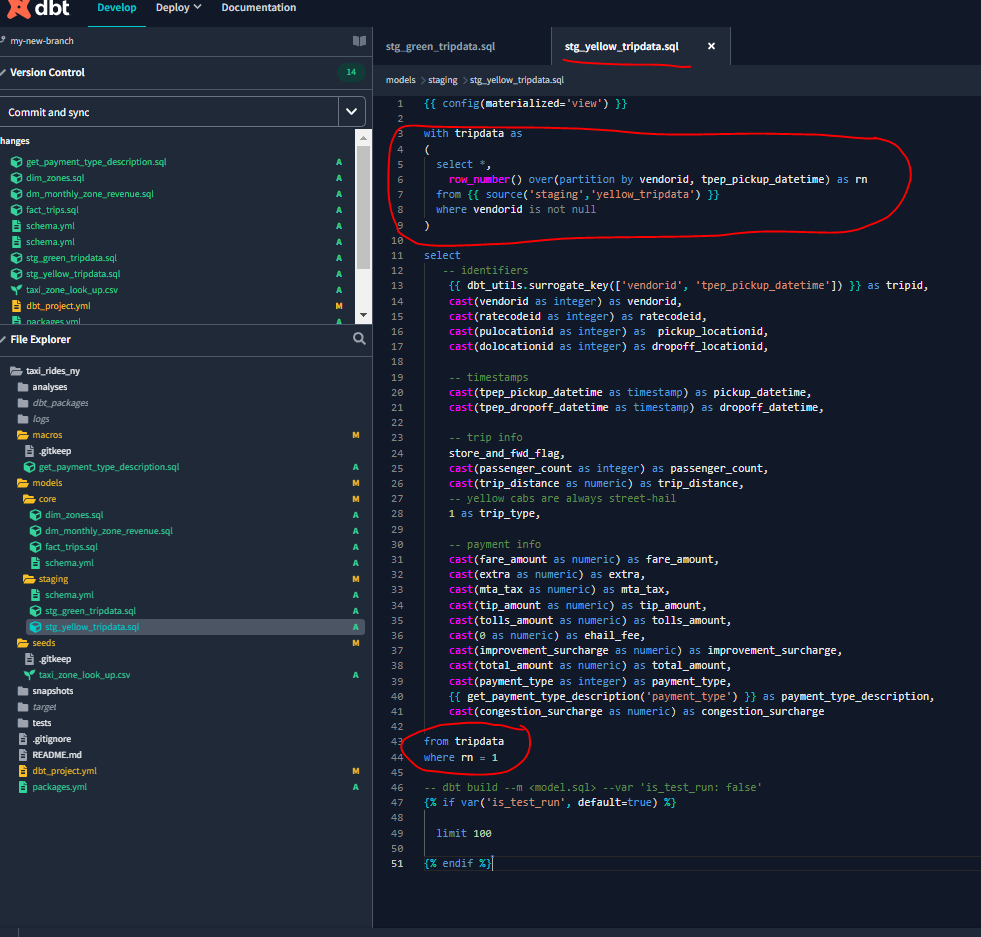 dbt
Develop
Deploy
Documentation
my-new-branch
Version Control
14
Commit and sync
hanges
get_payment_type_description.sql A
dim_zones.sql A
dm_monthly_zone_revenue.sql A
fact_trips.sql A
schema.yml A
schema.yml A
stg_green_tripdata.sql A
stg_yellow_tripdata.sql A
taxi_zone_look_up.csv A
dbt_project.yml M
packages.yml A
File Explorer
taxi_rides_ny
analyses
dbt_packages
logs
macros M
.gitkeep
get_payment_type_description.sql A
models M
core M
dim_zones.sql A
dm_monthly_zone_revenue.sql A
fact_trips.sql A
schema.yml A
staging M
schema.yml A
stg_green_tripdata.sql A
stg_yellow_tripdata.sql A
seeds M
.gitkeep
taxi_zone_look_up.csv A
snapshots
target
tests
.gitignore
README.md
dbt_project.yml M
packages.yml A
stg_green_tripdata.sql
stg_yellow_tripdata.sql ×
models > staging > stg_yellow_tripdata.sql
1 {{ config(materialized='view') }}
2
3 with tripdata as
4 (
5 select *,
6 row_number() over(partition by vendorid, tpep_pickup_datetime) as rn
7 from {{ source('staging','yellow_tripdata') }}
8 where vendorid is not null
9 )
10
11 select
12 -- identifiers
13 {{ dbt_utils.surrogate_key(['vendorid', 'tpep_pickup_datetime']) }} as tripid,
14 cast(vendorid as integer) as vendorid,
15 cast(ratecodeid as integer) as ratecodeid,
16 cast(pulocationid as integer) as  pickup_locationid,
17 cast(dolocationid as integer) as dropoff_locationid,
18
19 -- timestamps
20 cast(tpep_pickup_datetime as timestamp) as pickup_datetime,
21 cast(tpep_dropoff_datetime as timestamp) as dropoff_datetime,
22
23 -- trip info
24 store_and_fwd_flag,
25 cast(passenger_count as integer) as passenger_count,
26 cast(trip_distance as numeric) as trip_distance,
27 -- yellow cabs are always street-hail
28 1 as trip_type,
29
30 -- payment info
31 cast(fare_amount as numeric) as fare_amount,
32 cast(extra as numeric) as extra,
33 cast(mta_tax as numeric) as mta_tax,
34 cast(tip_amount as numeric) as tip_amount,
35 cast(tolls_amount as numeric) as tolls_amount,
36 cast(0 as numeric) as ehail_fee,
37 cast(improvement_surcharge as numeric) as improvement_surcharge,
38 cast(total_amount as numeric) as total_amount,
39 cast(payment_type as integer) as payment_type,
40 {{ get_payment_type_description('payment_type') }} as payment_type_description,
41 cast(congestion_surcharge as numeric) as congestion_surcharge
42
43 from tripdata
44 where rn = 1
45
46 -- dbt build --m <model.sql> --var 'is_test_run: false'
47 {% if var('is_test_run', default=true) %}
48
49 limit 100
50
51 {% endif %}